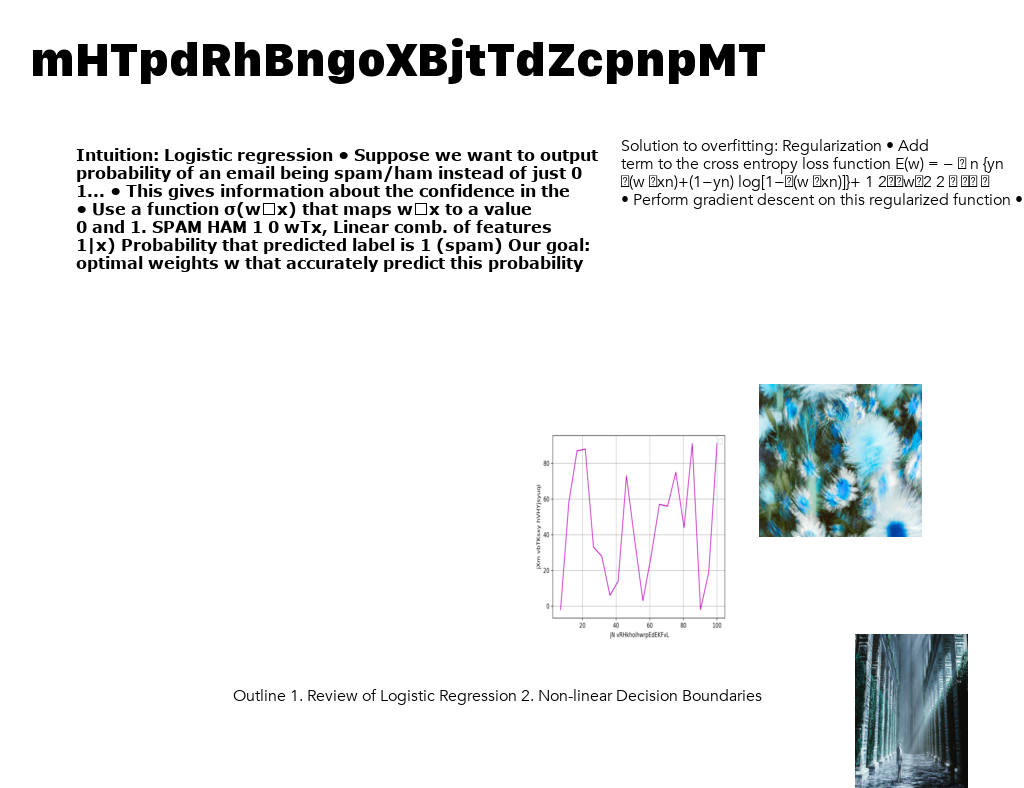 mHTpdRhBngoXBjtTdZcpnpMT
Intuition: Logistic regression • Suppose we want to output
probability of an email being spam/ham instead of just 0
1... • This gives information about the confidence in the
• Use a function σ(w□x) that maps w□x to a value
0 and 1. SPAM HAM 1 0 wTx, Linear comb. of features
1|x) Probability that predicted label is 1 (spam) Our goal:
optimal weights w that accurately predict this probability
Solution to overfitting: Regularization • Add
term to the cross entropy loss function E(w) = − n {yn
(w xn)+(1−yn) log[1− (w xn)]}+ 1 2 w 2 2
• Perform gradient descent on this regularized function •
80
60
40
20
0
20 40 60 80 100
Outline 1. Review of Logistic Regression 2. Non-linear Decision Boundaries